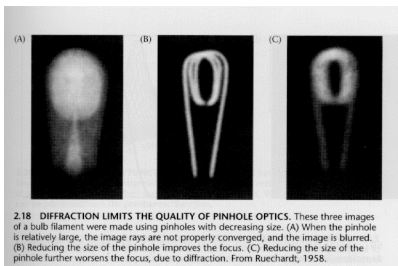 (A) (B) (C)
2.18 DIFFRACTION LIMITS THE QUALITY OF PINHOLE OPTICS. These three images
of a bulb filament were made using pinholes with decreasing size. (A) When the pinhole
is relatively large, the image rays are not properly converged, and the image is blurred.
(B) Reducing the size of the pinhole improves the focus. (C) Reducing the size of the
pinhole further worsens the focus, due to diffraction. From Ruechardt, 1958.